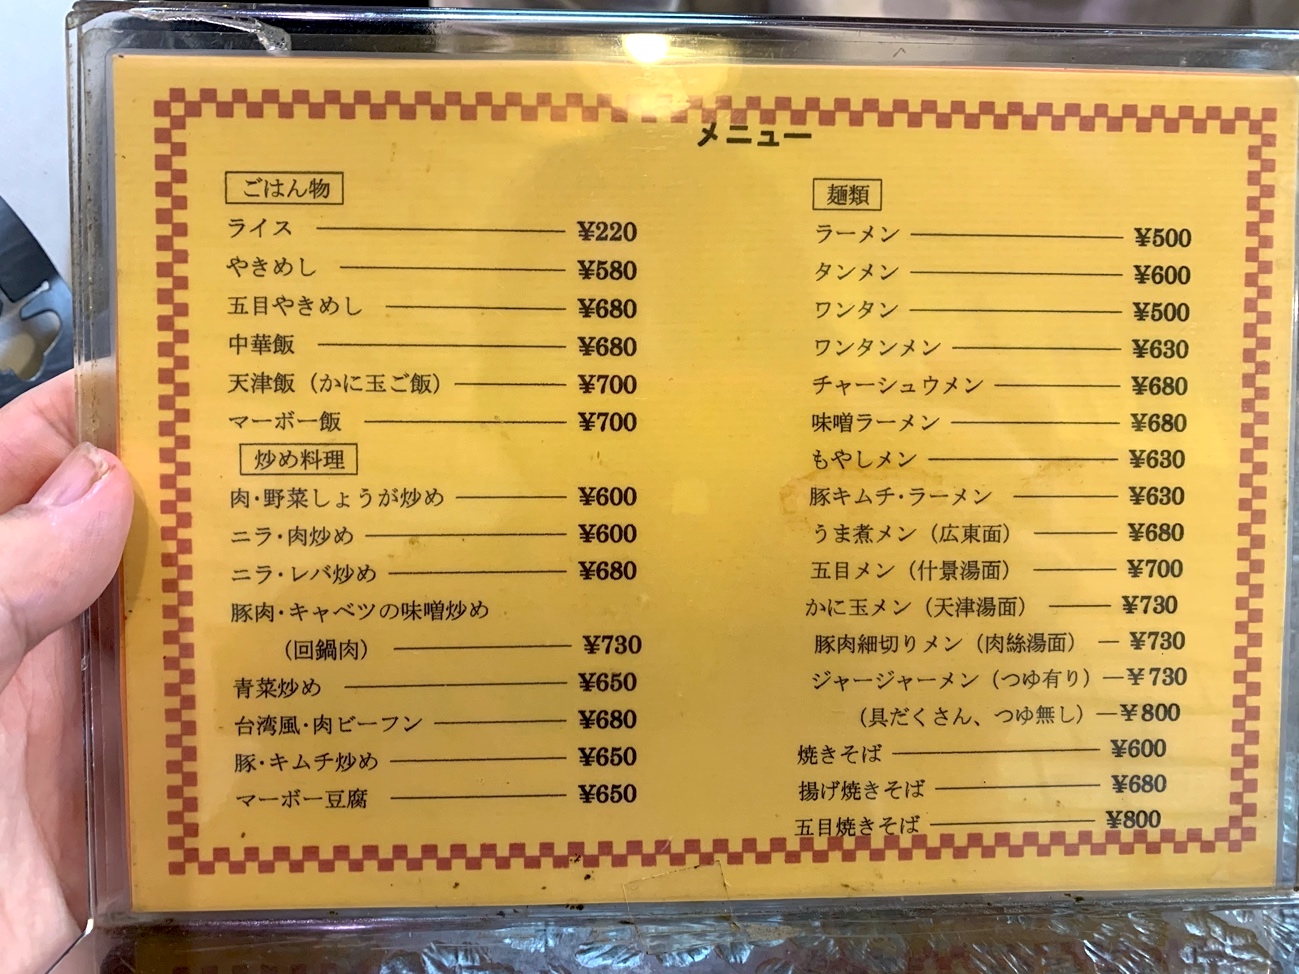 メニュー
ごはん物
ライス ¥220
やきめし ¥580
五目やきめし ¥680
中華飯 ¥680
天津飯（かに玉ご飯） ¥700
マーボー飯 ¥700
炒め料理
肉・野菜しょうが炒め ¥600
ニラ・肉炒め ¥600
ニラ・レバ炒め ¥680
豚肉・キャベツの味噌炒め
（回鍋肉） ¥730
青菜炒め ¥650
台湾風・肉ビーフン ¥680
豚・キムチ炒め ¥650
マーボー豆腐 ¥650
麺類
ラーメン ¥500
タンメン ¥600
ワンタン ¥500
ワンタンメン ¥630
チャーシュウメン ¥680
味噌ラーメン ¥680
もやしメン ¥630
豚キムチ・ラーメン ¥630
うま煮メン（広東面） ¥680
五目メン（什景湯面） ¥700
かに玉メン（天津湯面） ¥730
豚肉細切りメン（肉絲湯面） ¥730
ジャージャーメン（つゆ有り） ¥730
（具だくさん、つゆ無し） ¥800
焼きそば ¥600
揚げ焼きそば ¥680
五目焼きそば ¥800